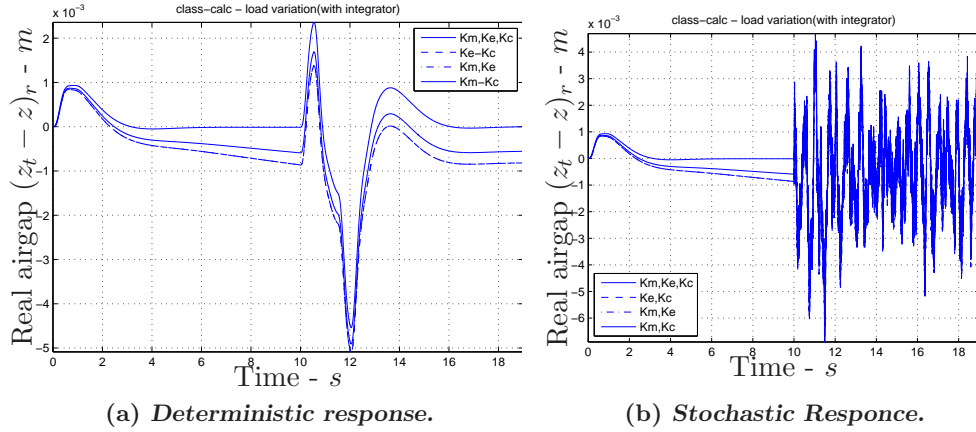 class-calc – load variation(with integrator)
x 10⁻³
2
1
0
−1
−2
−3
−4
−5
0 2 4 6 8 10 12 14 16 18
Real airgap (zₜ − z)ᵣ - m
Time - s
Km,Ke,Kc
Ke−Kc
Km,Ke
Km−Kc
(a) Deterministic response.
class-calc – load variation(with integrator)
x 10⁻³
4
3
2
1
0
−1
−2
−3
−4
−5
−6
0 2 4 6 8 10 12 14 16 18
Real airgap (zₜ − z)ᵣ - m
Time - s
Km,Ke,Kc
Ke,Kc
Km,Ke
Km,Kc
(b) Stochastic Responce.